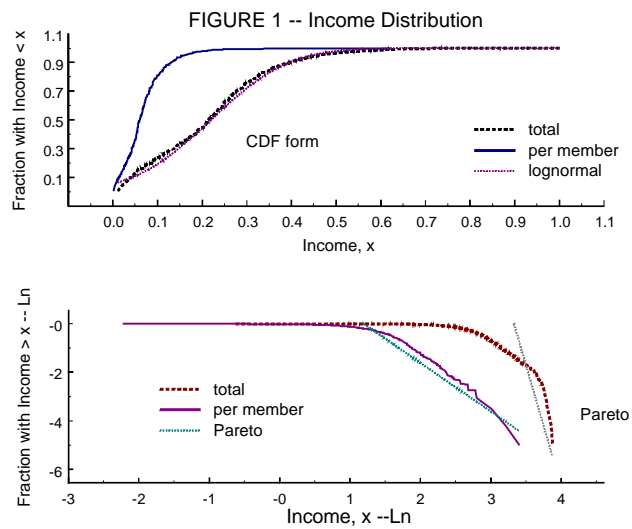 FIGURE 1 -- Income Distribution
Fraction with Income < x
1.1
0.9
0.7
0.5
0.3
0.1
CDF form
total
per member
lognormal
0.0 0.1 0.2 0.3 0.4 0.5 0.6 0.7 0.8 0.9 1.0 1.1
Income, x
Fraction with Income > x -- Ln
-0
-2
-4
-6
total
per member
Pareto
Pareto
-3 -2 -1 -0 1 2 3 4 5
Income, x --Ln